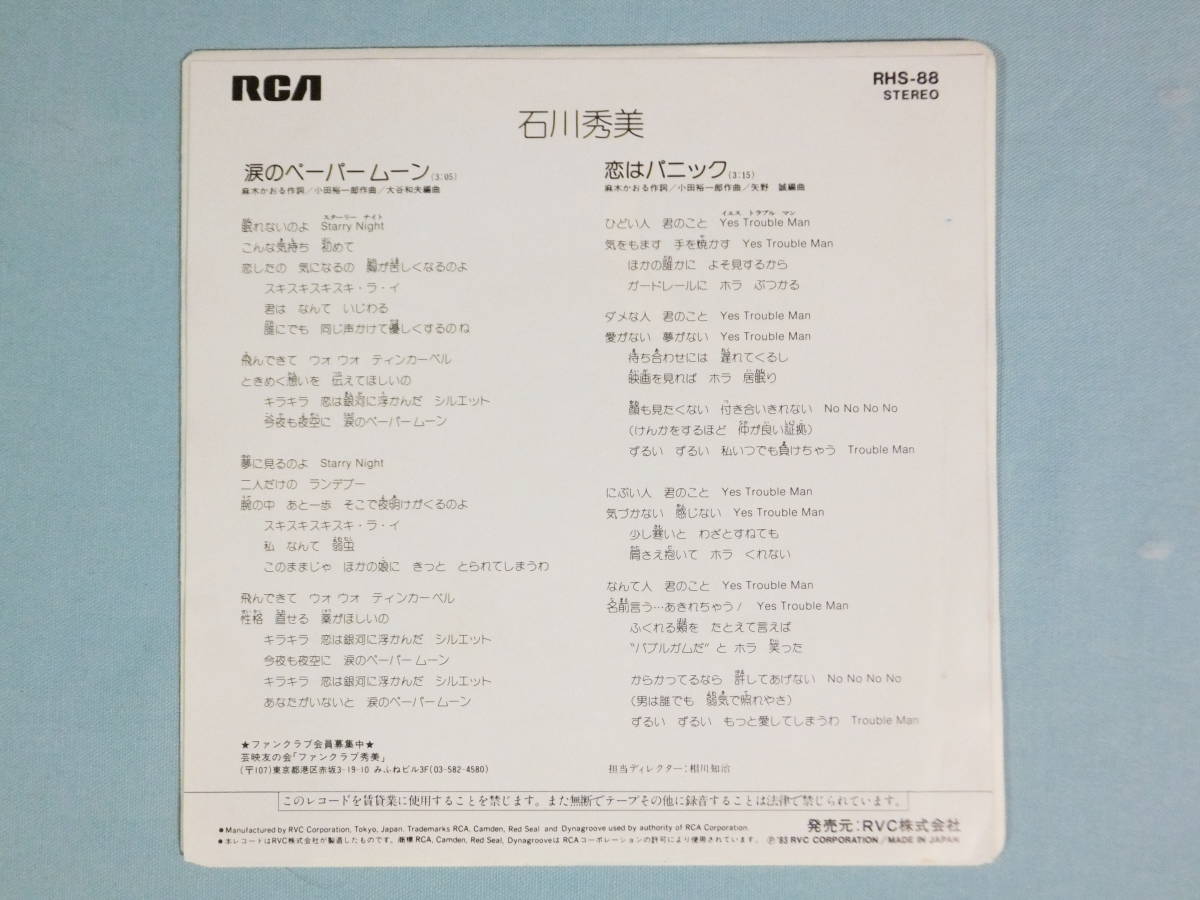 RCA
RHS-88
STEREO
石川秀美
涙のペーパームーン(3:05)
麻木かおる作詞／小田裕一郎作曲／大谷和夫編曲
スターリー ナイト
眠れないのよ Starry Night
こんな気持ち 初めて
恋したの 気になるの 胸が苦しくなるのよ
スキスキスキスキ・ラ・イ
君は なんて いじわる
誰にでも 同じ声かけて優しくするのね
飛んできて ウォ ウォ ティンカーベル
ときめく想いを 伝えてほしいの
キラキラ 恋は銀河に浮かんだ シルエット
今夜も夜空に 涙のペーパームーン
夢に見るのよ Starry Night
二人だけの ランデブー
腕の中 あと一歩 そこで夜明けがくるのよ
スキスキスキスキ・ラ・イ
私 なんて 弱虫
このままじゃ ほかの娘に きっと とられてしまうわ
飛んできて ウォ ウォ ティンカーベル
性格 直せる 薬がほしいの
キラキラ 恋は銀河に浮かんだ シルエット
今夜も夜空に 涙のペーパームーン
キラキラ 恋は銀河に浮かんだ シルエット
あなたがいないと 涙のペーパームーン
★ファンクラブ会員募集中★
芸映友の会「ファンクラブ秀美」
(〒107)東京都港区赤坂3-19-10 みふねビル3F(03-582-4580)
恋はパニック(3:15)
麻木かおる作詞／小田裕一郎作曲／矢野 誠編曲
イエス トラブル マン
ひどい人 君のこと Yes Trouble Man
気をもます 手を焼かす Yes Trouble Man
ほかの誰かに よそ見するから
ガードレールに ホラ ぶつかる
ダメな人 君のこと Yes Trouble Man
愛がない 夢がない Yes Trouble Man
待ち合わせには 遅れてくるし
映画を見れば ホラ 居眠り
顔も見たくない 付き合いきれない No No No No
(けんかをするほど 仲が良い証拠)
ずるい ずるい 私いつでも負けちゃう Trouble Man
にぶい人 君のこと Yes Trouble Man
気づかない 感じない Yes Trouble Man
少し寒いと わざとすねても
肩さえ抱いて ホラ くれない
なんて人 君のこと Yes Trouble Man
名前言う…あきれちゃう! Yes Trouble Man
ふくれる頬を たとえて言えば
“バブルガムだ”と ホラ 笑った
からかってるなら 許してあげない No No No No
(男は誰でも 弱気で照れやさ)
ずるい ずるい もっと愛してしまうわ Trouble Man
担当ディレクター:相川知治
このレコードを賃貸業に使用することを禁じます。また無断でテープその他に録音することは法律で禁じられています。
●Manufactured by RVC Corporation, Tokyo, Japan. Trademarks RCA, Camden, Red Seal and Dynagroove used by authority of RCA Corporation.
●本レコードはRVC株式会社が製造したものです。商標RCA, Camden, Red Seal, DynagrooveはRCAコーポレーションの許可により使用されています。
発売元:RVC株式会社
Ⓟ'83 RVC CORPORATION/MADE IN JAPAN